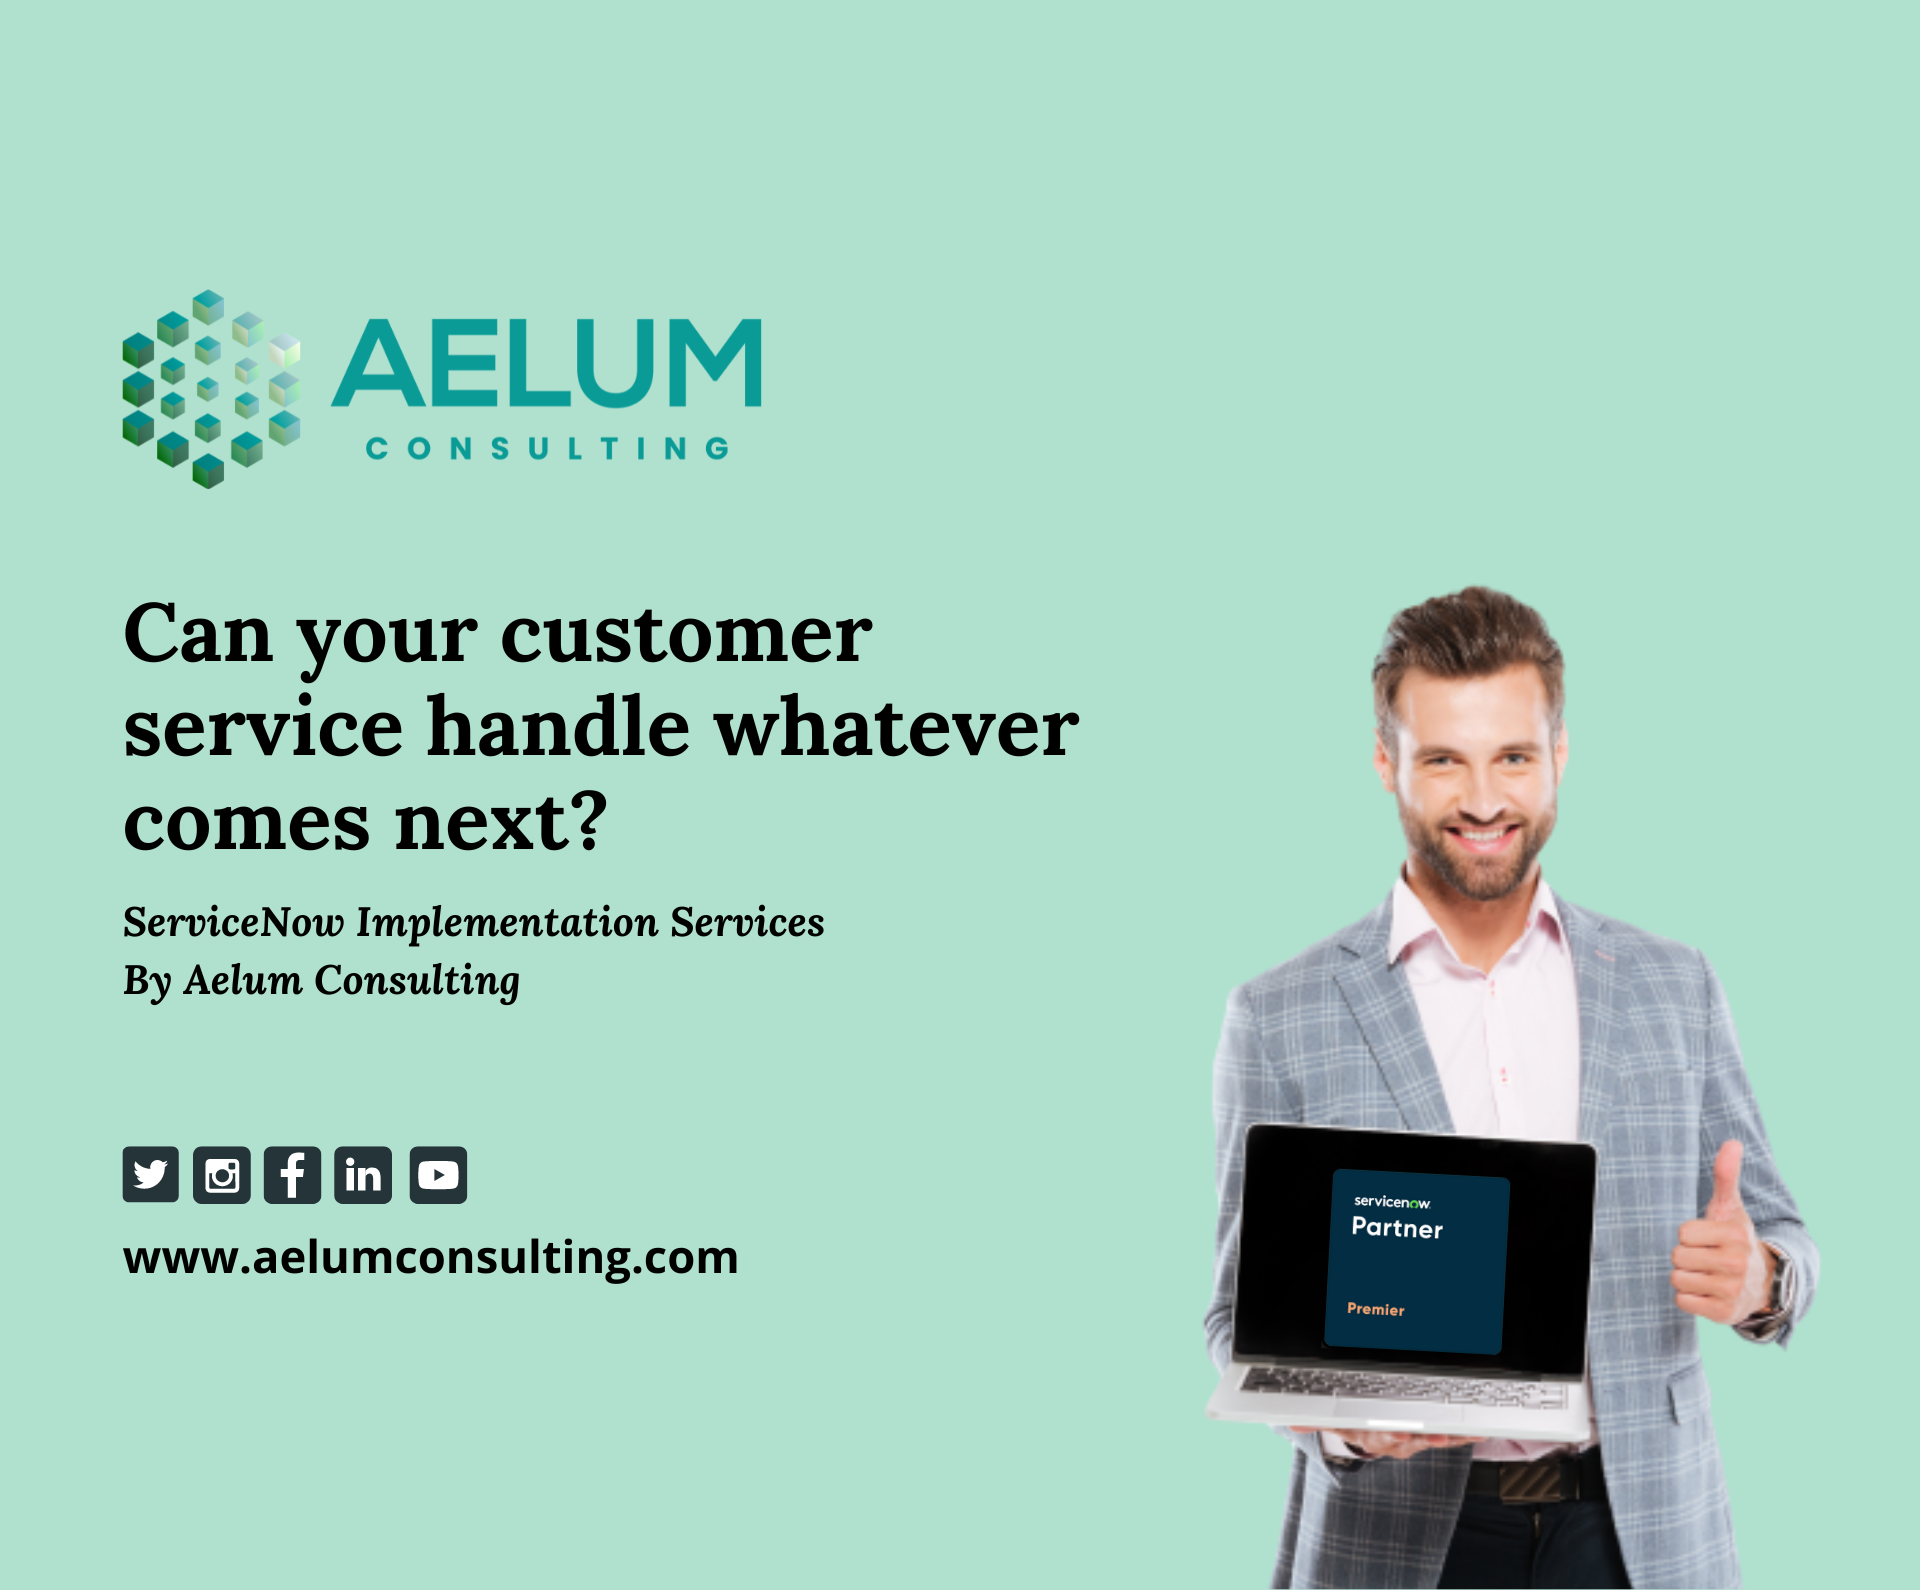 AELUM
CONSULTING
Can your customer
service handle whatever
comes next?
ServiceNow Implementation Services
By Aelum Consulting
www.aelumconsulting.com
servicenow
Partner
Premier